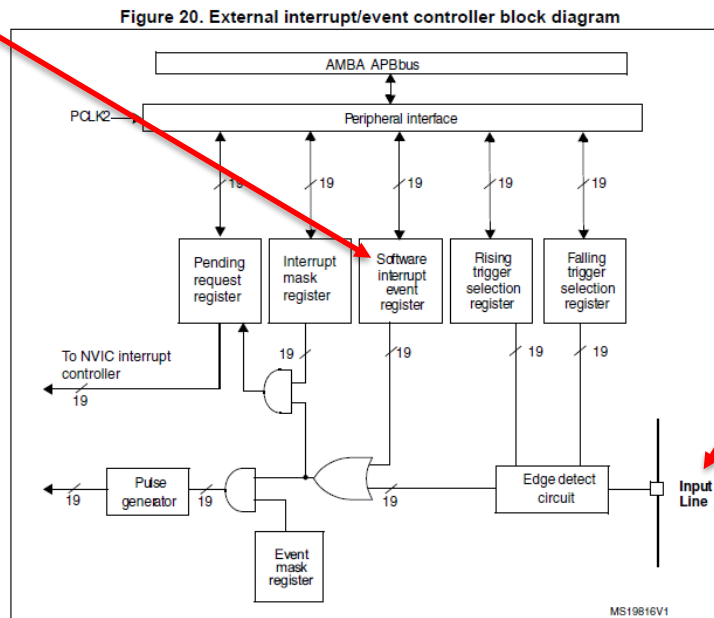 Figure 20. External interrupt/event controller block diagram
AMBA APB bus
PCLK2
Peripheral interface
19
19
19
19
19
Pending
request
register
Interrupt
mask
register
Software
interrupt
event
register
Rising
trigger
selection
register
Falling
trigger
selection
register
19
19
19
19
To NVIC interrupt
controller
19
19
Pulse
generator
19
19
Edge detect
circuit
Input
Line
Event
mask
register
MS19816V1